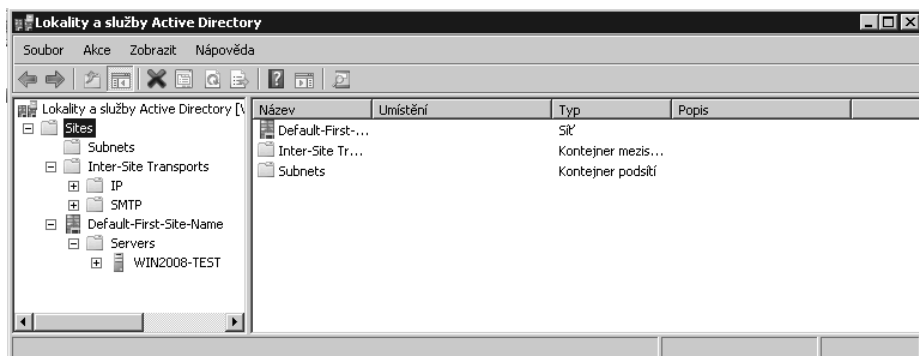 Lokality a služby Active Directory
Soubor Akce Zobrazit Nápověda
Lokality a služby Active Directory [V
Sites
Subnets
Inter-Site Transports
IP
SMTP
Default-First-Site-Name
Servers
WIN2008-TEST
Název Umístění Typ Popis
Default-First-... Síť
Inter-Site Tr... Kontejner mezis...
Subnets Kontejner podsítí